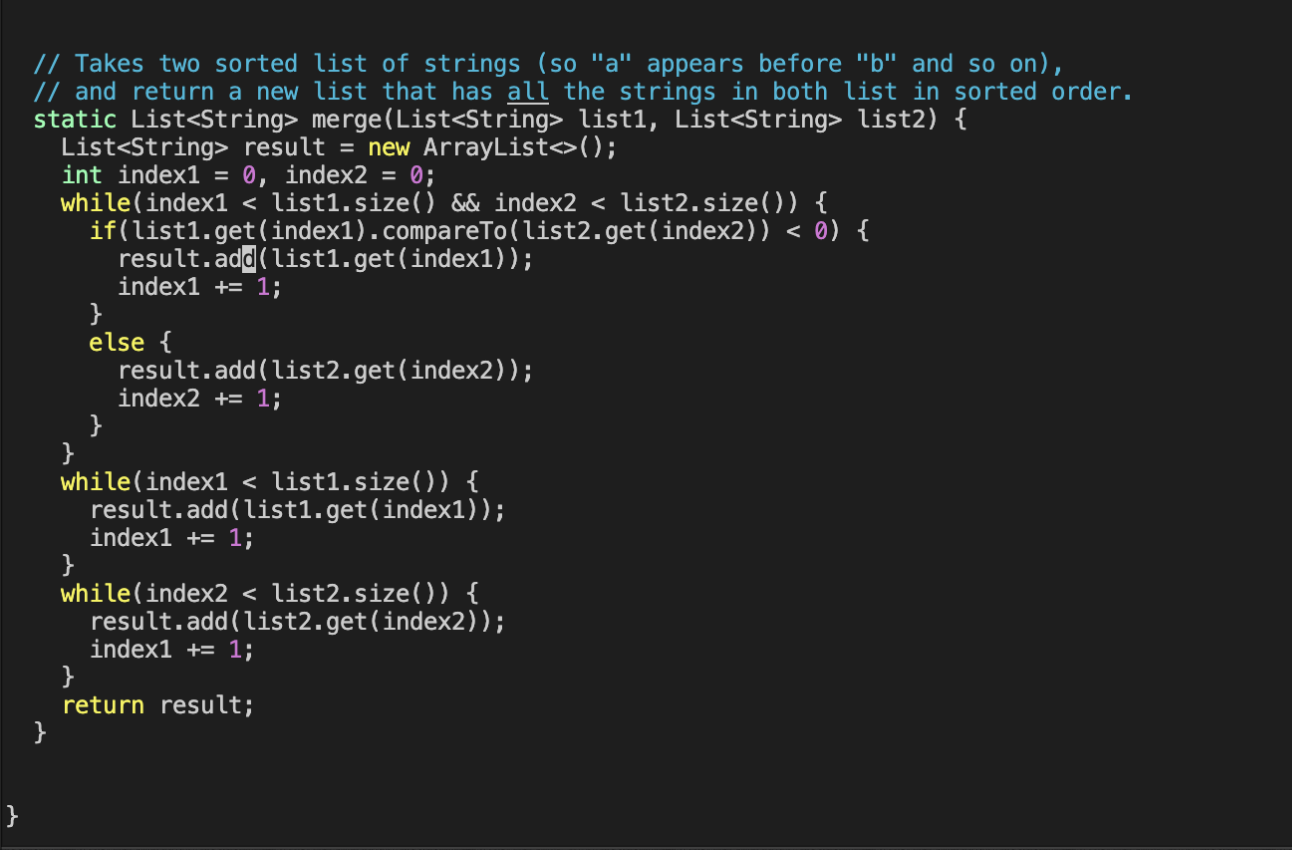 // Takes two sorted list of strings (so "a" appears before "b" and so on),
// and return a new list that has all the strings in both list in sorted order.
static List<String> merge(List<String> list1, List<String> list2) {
List<String> result = new ArrayList<>();
int index1 = 0, index2 = 0;
while(index1 < list1.size() && index2 < list2.size()) {
if(list1.get(index1).compareTo(list2.get(index2)) < 0) {
result.add(list1.get(index1));
index1 += 1;
}
else {
result.add(list2.get(index2));
index2 += 1;
}
}
while(index1 < list1.size()) {
result.add(list1.get(index1));
index1 += 1;
}
while(index2 < list2.size()) {
result.add(list2.get(index2));
index1 += 1;
}
return result;
}
}